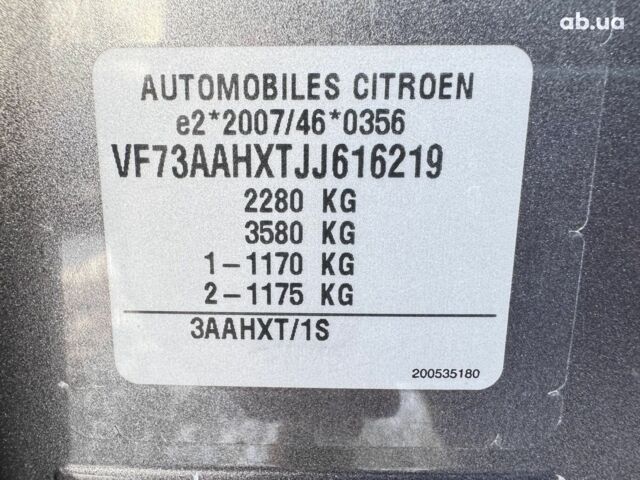 ab.ua
AUTOMOBILES CITROEN
e2*2007/46*0356
VF73AAHXTJJ616219
2280 KG
3580 KG
1-1170 KG
2-1175 KG
3AAHXT/1S
200535180